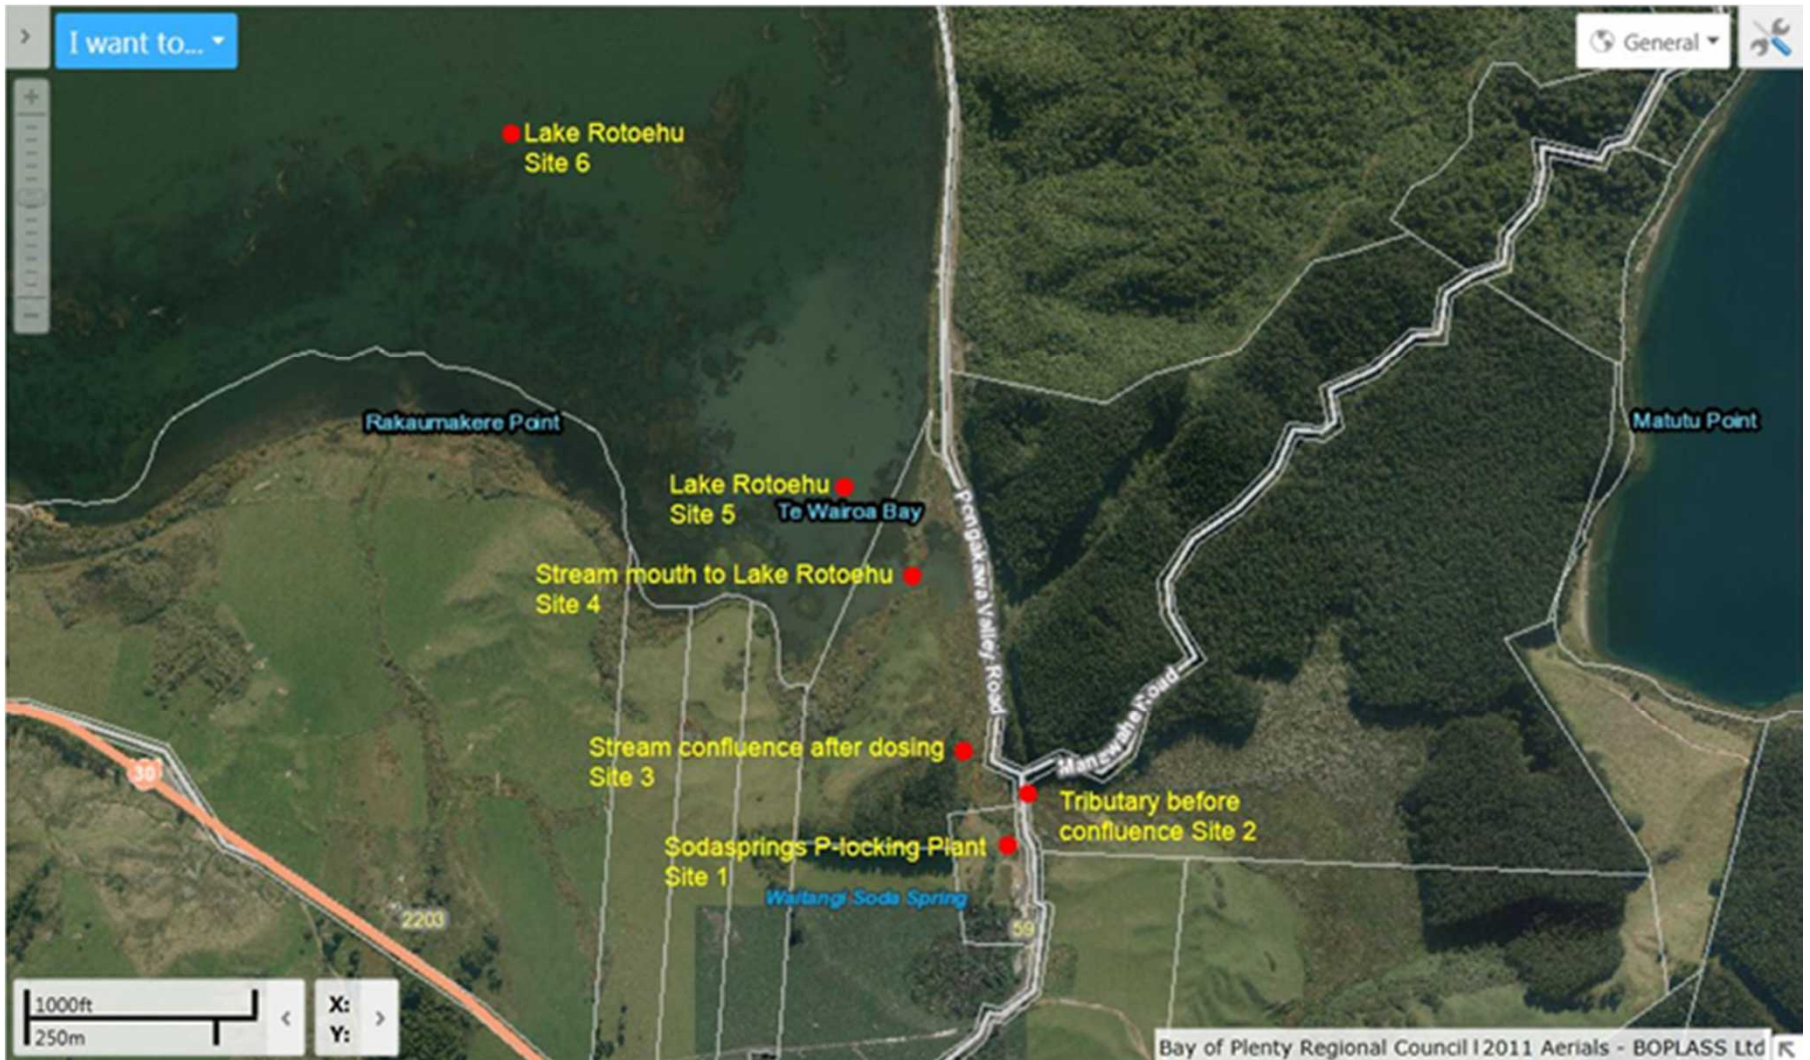 I want to...
General
Lake Rotoehu
Site 6
Rakaumakere Point
Matutu Point
Lake Rotoehu
Site 5
Te Wairoa Bay
Pongakawa Valley Road
Stream mouth to Lake Rotoehu
Site 4
Manawahe Road
Stream confluence after dosing
Site 3
30
Tributary before
confluence Site 2
Sodasprings P-locking Plant
Site 1
Waitangi Soda Spring
2203
59
1000ft
250m
X:
Y:
Bay of Plenty Regional Council | 2011 Aerials - BOPLASS Ltd